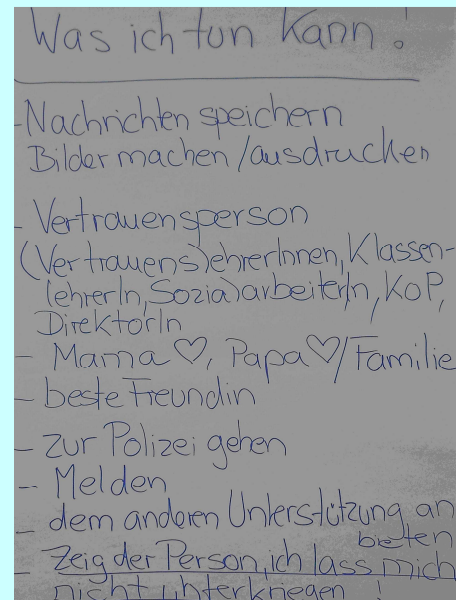 Was ich tun kann!
- Nachrichten speichern
Bilder machen/ausdrucken
- Vertrauensperson
(Vertrauens)lehrerInnen, Klassen-
lehrerIn, Sozialarbeiterin, KoP,
DirektorIn
- Mama ♡, Papa ♡/Familie
- beste Freundin
- zur Polizei gehen
- Melden
- dem anderen Unterstützung an
bieten
- Zeig der Person, ich lass mich
nicht unterkriegen